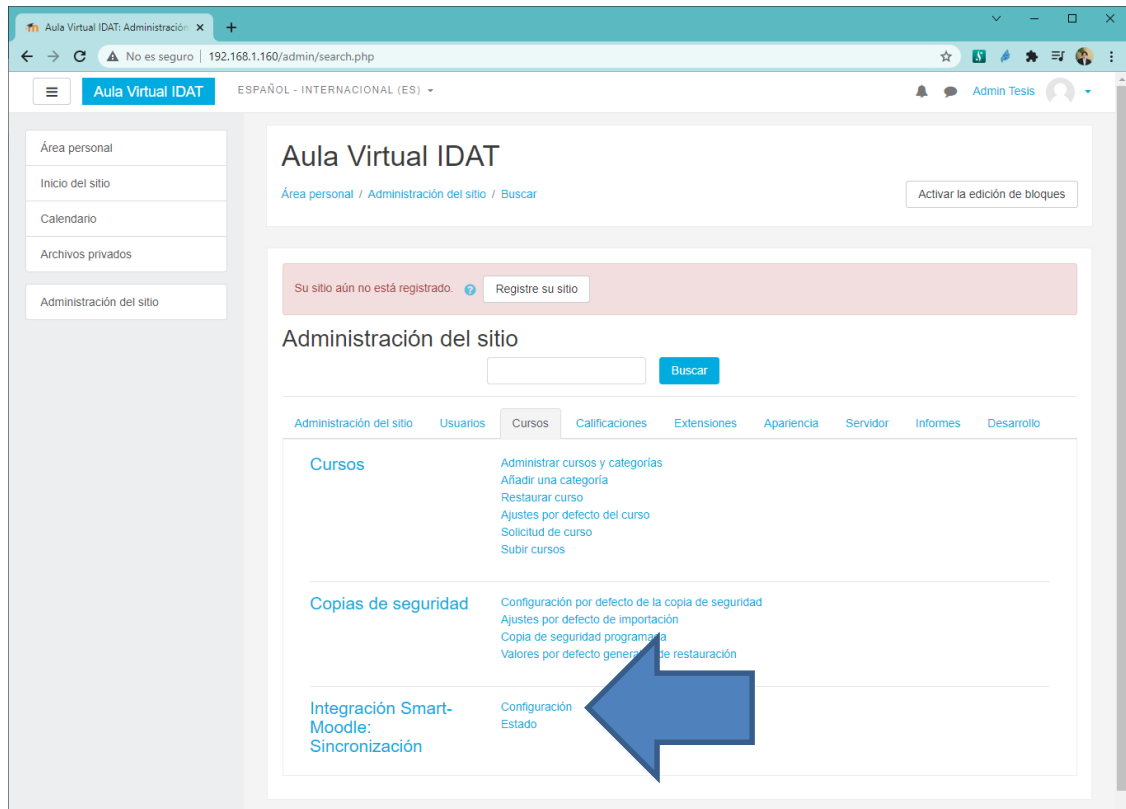 Aula Virtual IDAT: Administración
No es seguro | 192.168.1.160/admin/search.php
Aula Virtual IDAT
ESPAÑOL - INTERNACIONAL (ES)
Admin Tesis
Área personal
Inicio del sitio
Calendario
Archivos privados
Administración del sitio
Aula Virtual IDAT
Área personal / Administración del sitio / Buscar
Activar la edición de bloques
Su sitio aún no está registrado.
Registre su sitio
Administración del sitio
Buscar
Administración del sitio Usuarios Cursos Calificaciones Extensiones Apariencia Servidor Informes Desarrollo
Cursos
Administrar cursos y categorías
Añadir una categoría
Restaurar curso
Ajustes por defecto del curso
Solicitud de curso
Subir cursos
Copias de seguridad
Configuración por defecto de la copia de seguridad
Ajustes por defecto de importación
Copia de seguridad programada
Valores por defecto de restauración
Integración Smart-
Moodle:
Sincronización
Configuración
Estado